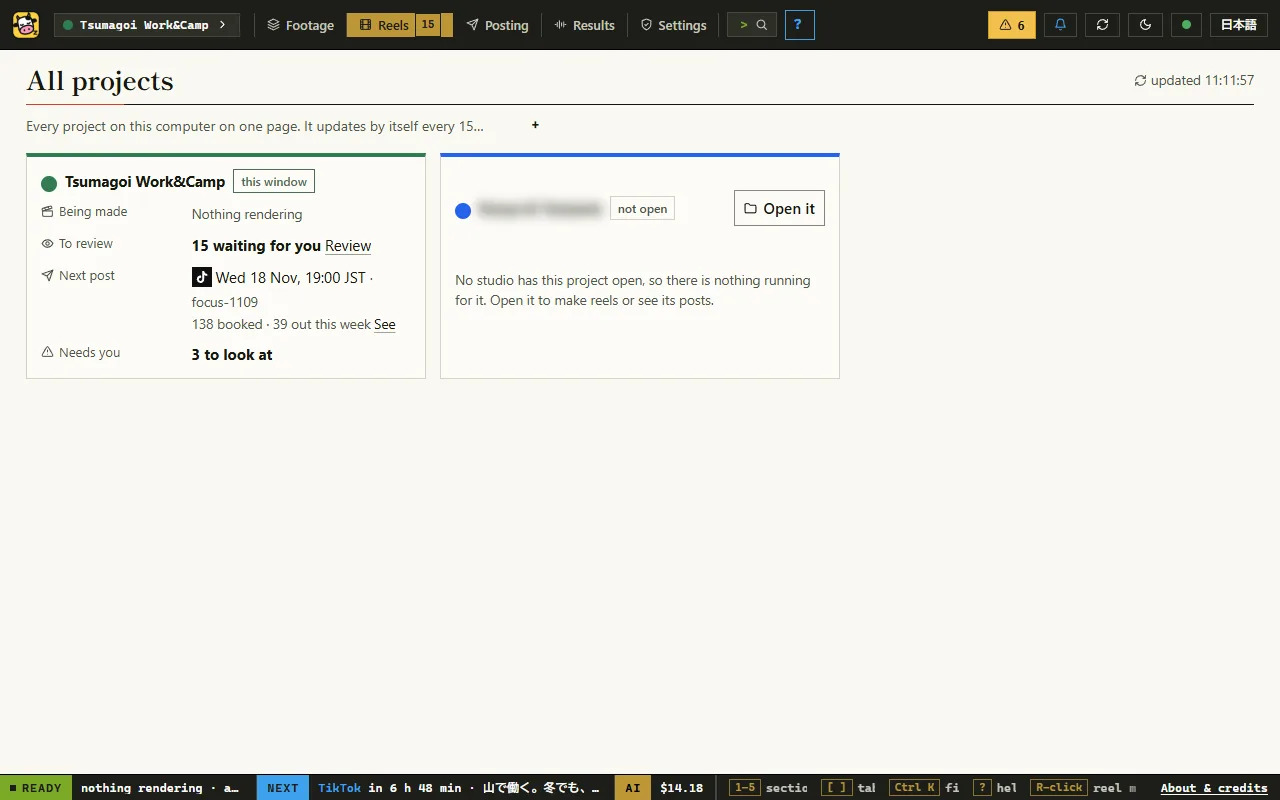 Tsumagoi Work&Camp >
Footage
Reels 15
Posting
Results
Settings
>
?
6
日本語
All projects
updated 11:11:57
Every project on this computer on one page. It updates by itself every 15...
+
Tsumagoi Work&Camp this window
Being made Nothing rendering
To review 15 waiting for you Review
Next post Wed 18 Nov, 19:00 JST ·
focus-1109
138 booked · 39 out this week See
Needs you 3 to look at
not open
Open it
No studio has this project open, so there is nothing running
for it. Open it to make reels or see its posts.
READY nothing rendering · a…
NEXT TikTok in 6 h 48 min · 山で働く。冬でも、…
AI $14.18
1–5 sectio
[ ] tal
Ctrl K fi
? hel
R-click reel m
About & credits